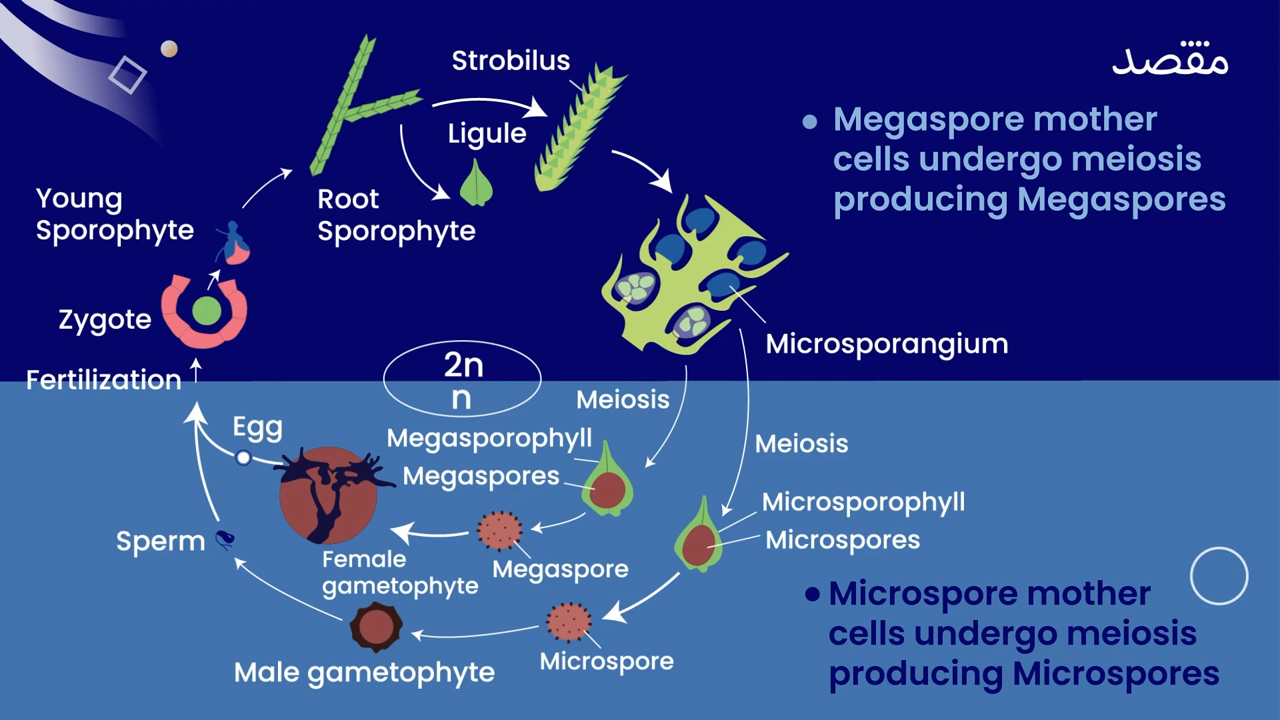 مقصد
Strobilus
Ligule
Root
Sporophyte
Young
Sporophyte
Zygote
Fertilization
Microsporangium
Megaspore mother
cells undergo meiosis
producing Megaspores
2n
n
Meiosis
Meiosis
Egg
Megasporophyll
Megaspores
Microsporophyll
Microspores
Sperm
Female
gametophyte
Megaspore
Male gametophyte
Microspore
Microspore mother
cells undergo meiosis
producing Microspores